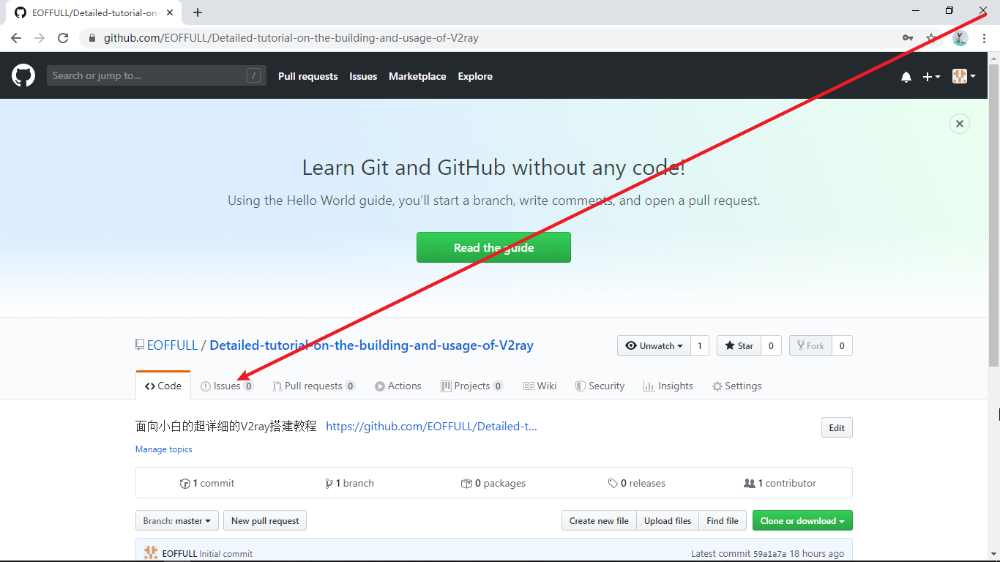 EOFFULL/Detailed-tutorial-on-
github.com/EOFFULL/Detailed-tutorial-on-the-building-and-usage-of-V2ray
Search or jump to... / Pull requests Issues Marketplace Explore
Learn Git and GitHub without any code!
Using the Hello World guide, you’ll start a branch, write comments, and open a pull request.
Read the guide
EOFFULL / Detailed-tutorial-on-the-building-and-usage-of-V2ray Unwatch 1 Star 0 Fork 0
Code Issues 0 Pull requests 0 Actions Projects 0 Wiki Security Insights Settings
面向小白的超详细的V2ray搭建教程 https://github.com/EOFFULL/Detailed-t... Edit
Manage topics
1 commit 1 branch 0 packages 0 releases 1 contributor
Branch: master New pull request Create new file Upload files Find file Clone or download
EOFFULL Initial commit Latest commit 59a1a7a 18 hours ago